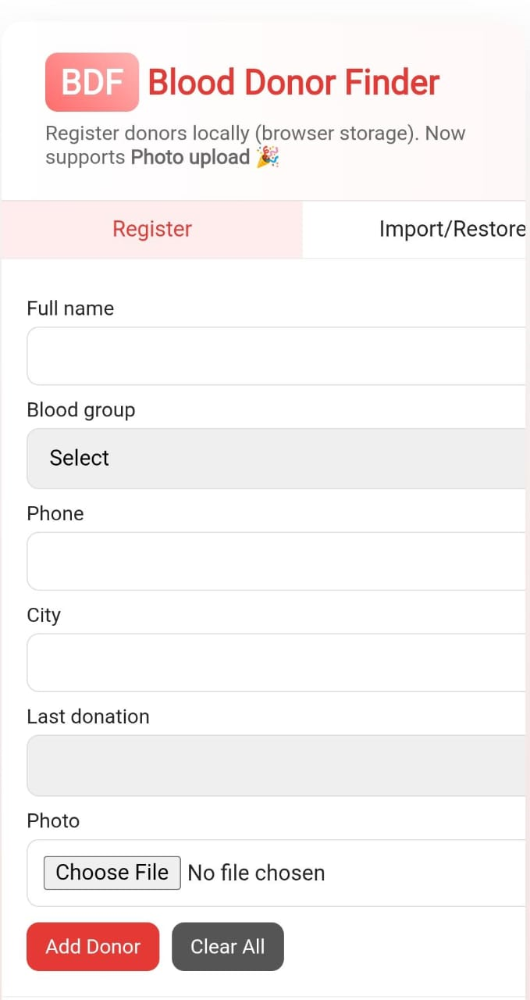 BDF Blood Donor Finder
Register donors locally (browser storage). Now
supports Photo upload 🎉
Register
Import/Restore
Full name
Blood group
Select
Phone
City
Last donation
Photo
Choose File No file chosen
Add Donor
Clear All